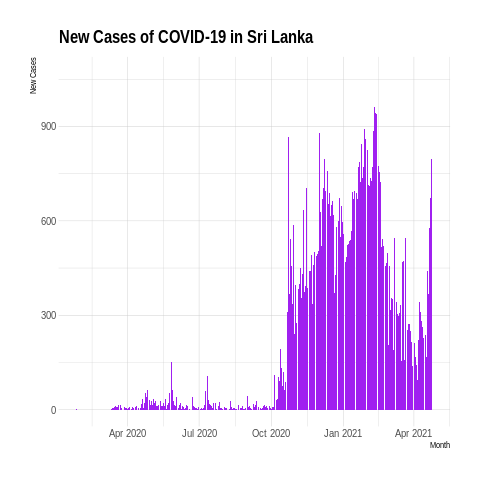 New Cases of COVID-19 in Sri Lanka
New Cases
900
600
300
0
Apr 2020
Jul 2020
Oct 2020
Jan 2021
Apr 2021
Month